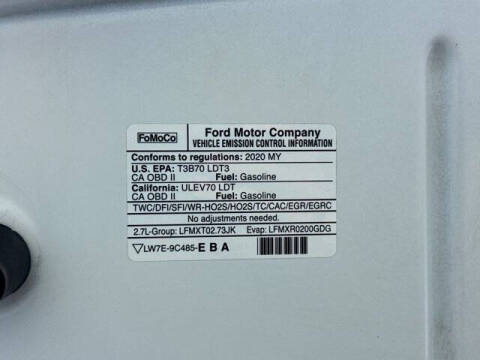 FoMoCo
Ford Motor Company
VEHICLE EMISSION CONTROL INFORMATION
Conforms to regulations: 2020 MY
U.S. EPA: T3B70 LDT3
CA OBD II Fuel: Gasoline
California: ULEV70 LDT
CA OBD II Fuel: Gasoline
TWC/DFI/SFI/WR-HO2S/HO2S/TC/CAC/EGR/EGRC
No adjustments needed.
2.7L-Group: LFMXT02.73JK Evap: LFMXR0200GDG
LW7E-9C485-E B A